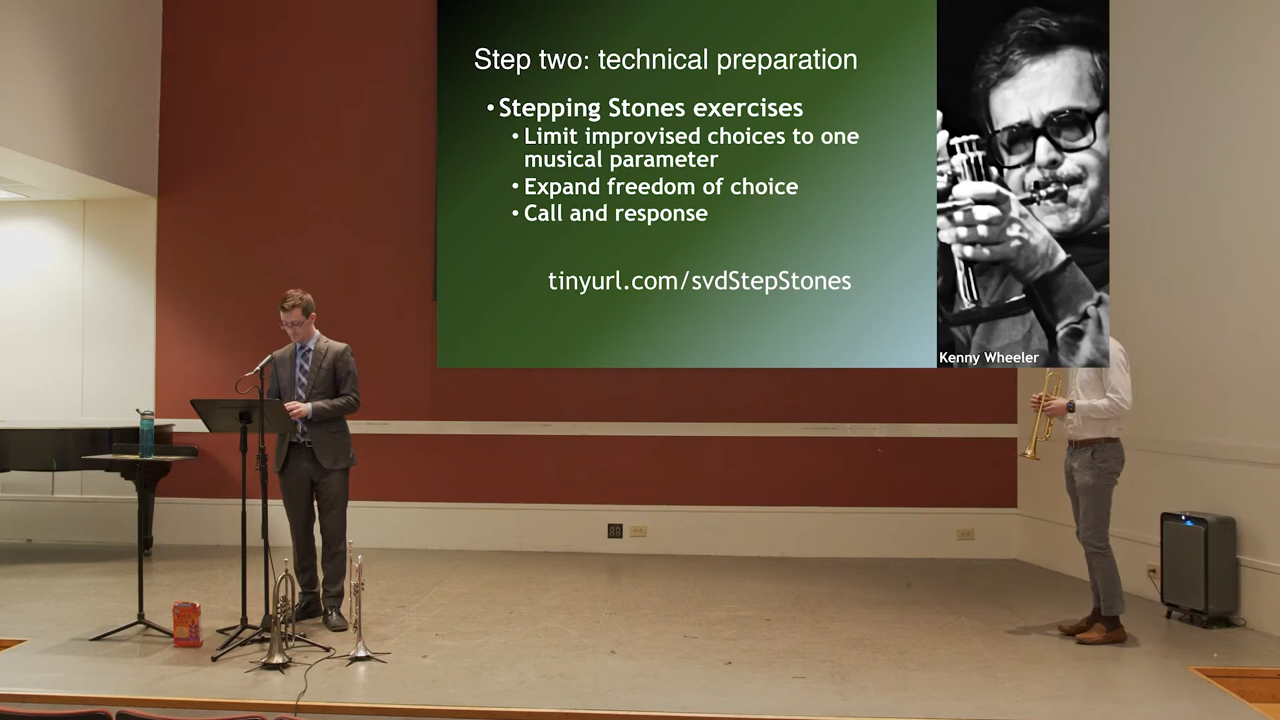 Step two: technical preparation
• Stepping Stones exercises
• Limit improvised choices to one
musical parameter
• Expand freedom of choice
• Call and response
tinyurl.com/svdStepStones
Kenny Wheeler